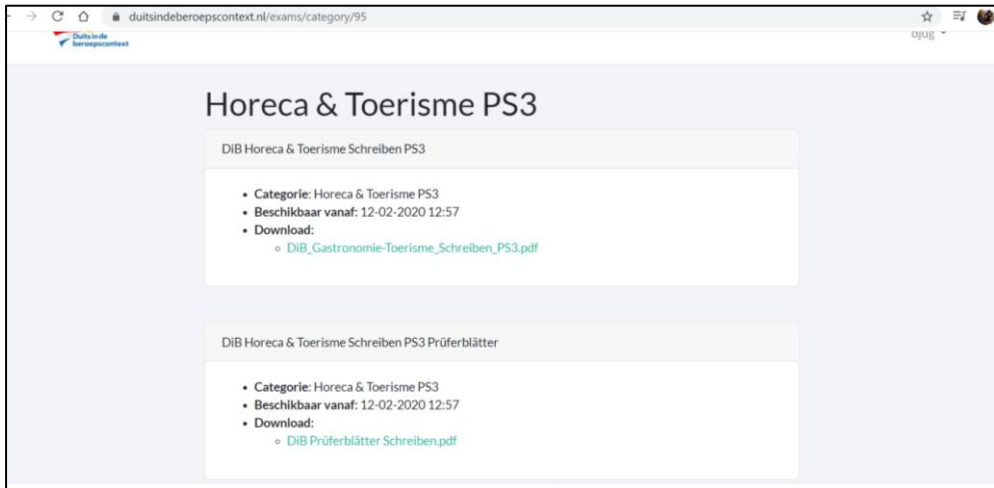 duitsindeberoepscontext.nl/exams/category/95
Duits in de
beroepscontext
djug
Horeca & Toerisme PS3
DiB Horeca & Toerisme Schreiben PS3
• Categorie: Horeca & Toerisme PS3
• Beschikbaar vanaf: 12-02-2020 12:57
• Download:
◦ DiB_Gastronomie-Toerisme_Schreiben_PS3.pdf
DiB Horeca & Toerisme Schreiben PS3 Prüferblätter
• Categorie: Horeca & Toerisme PS3
• Beschikbaar vanaf: 12-02-2020 12:57
• Download:
◦ DiB Prüferblätter Schreiben.pdf